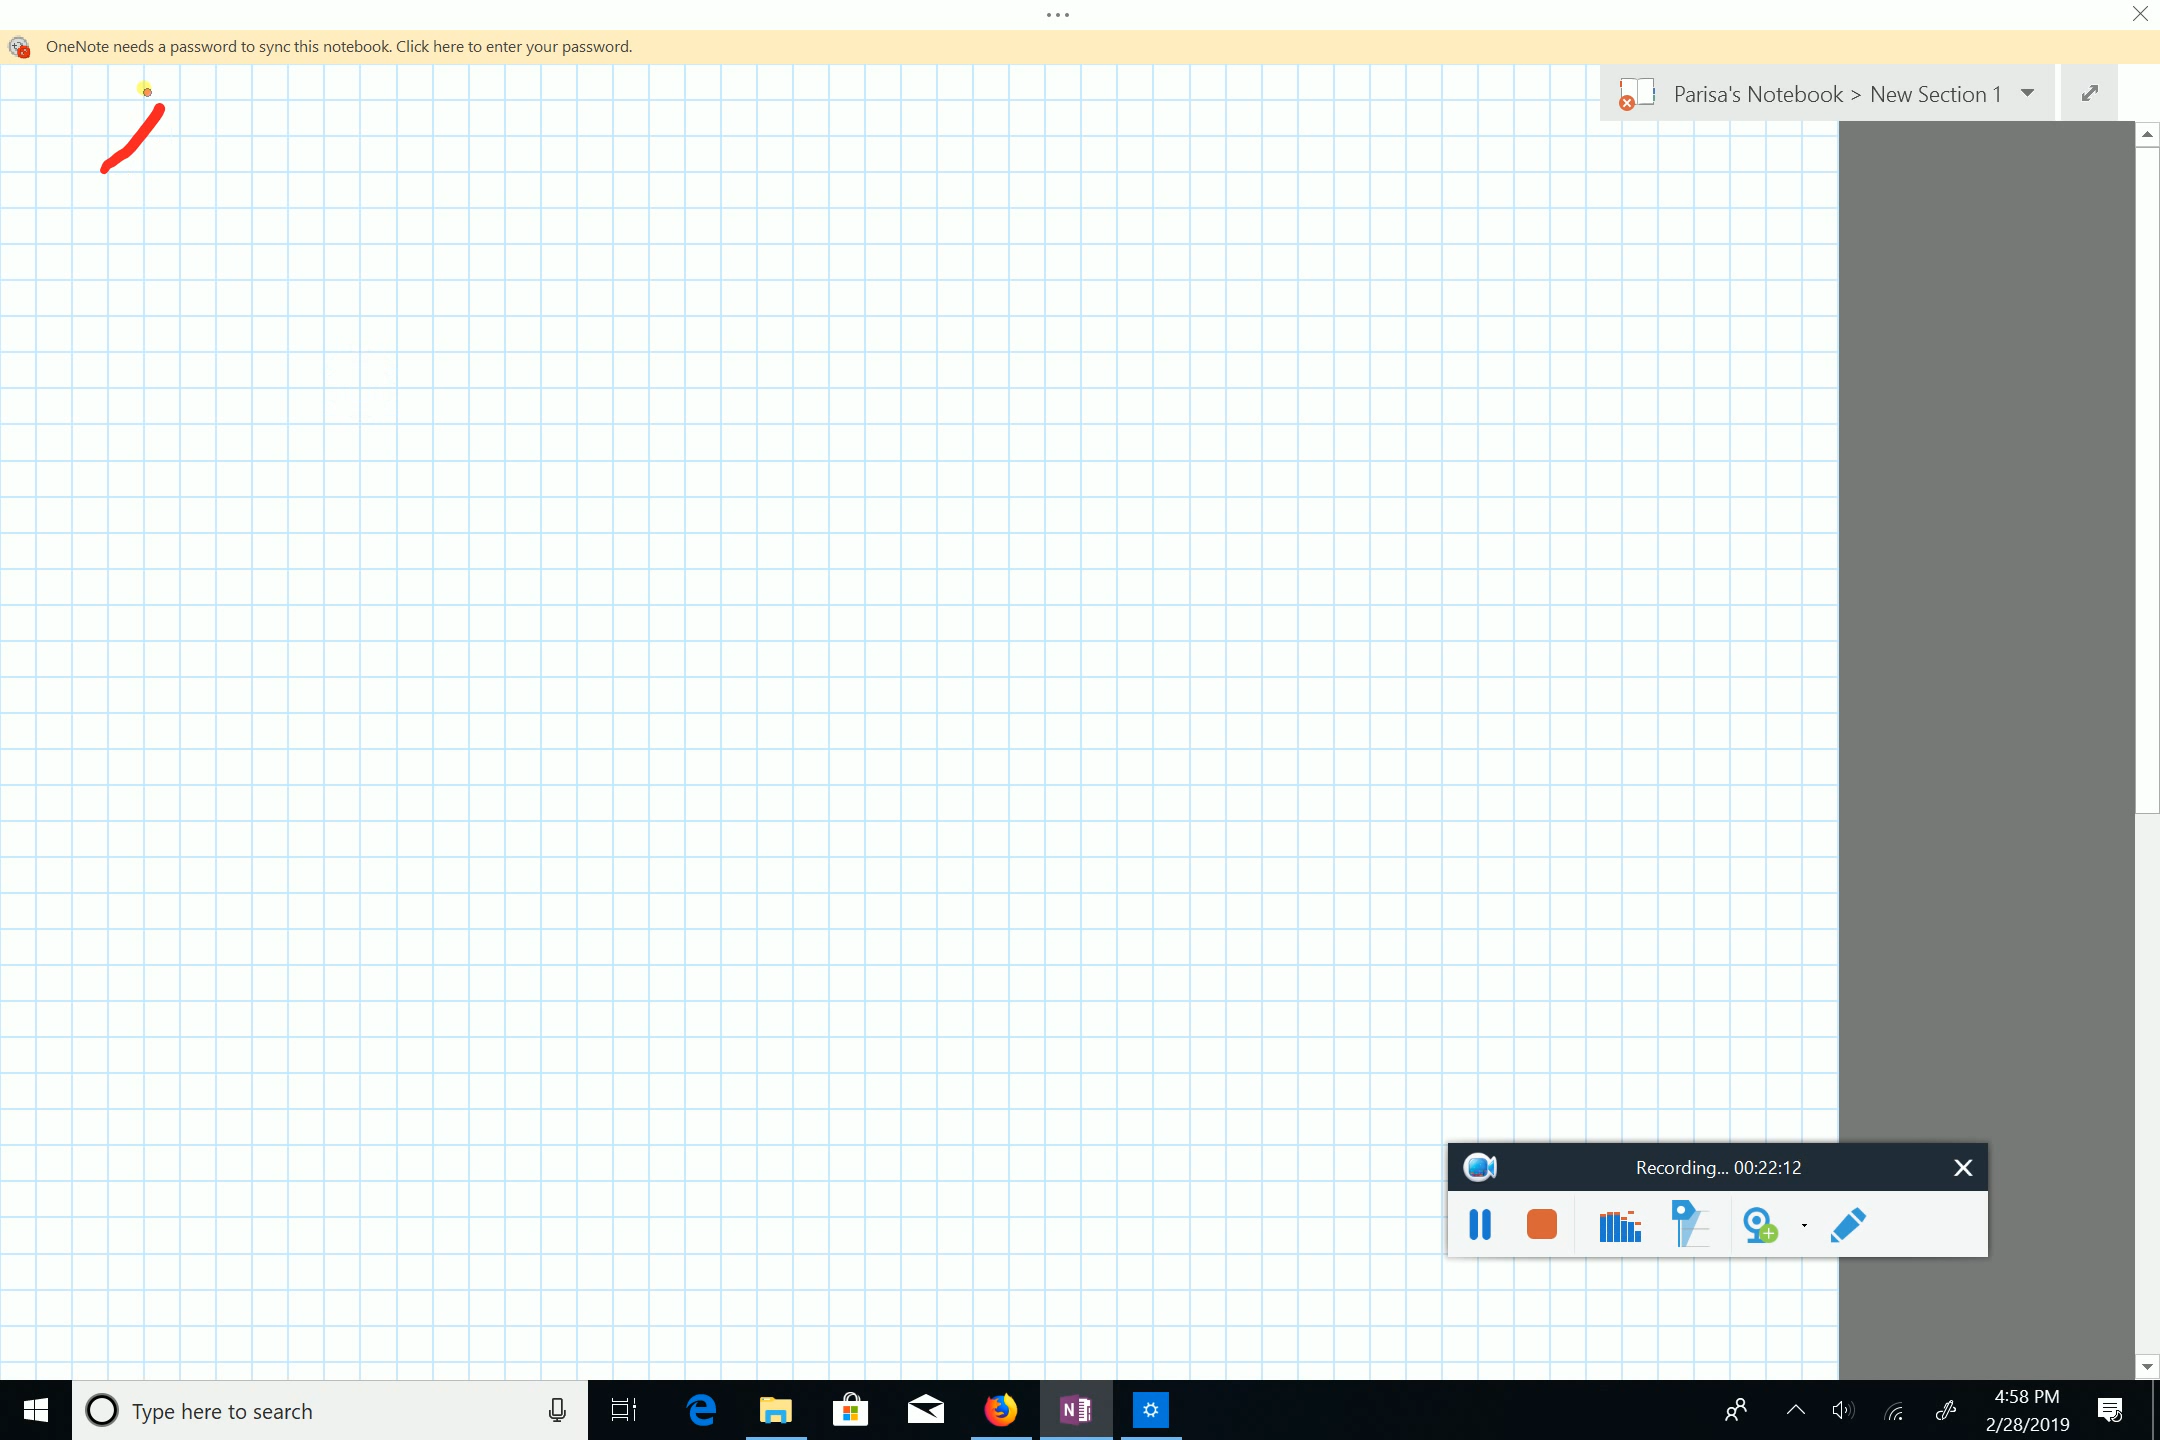 OneNote needs a password to sync this notebook. Click here to enter your password.
Parisa's Notebook > New Section 1
Recording... 00:22:12
Type here to search
N
4:58 PM
2/28/2019